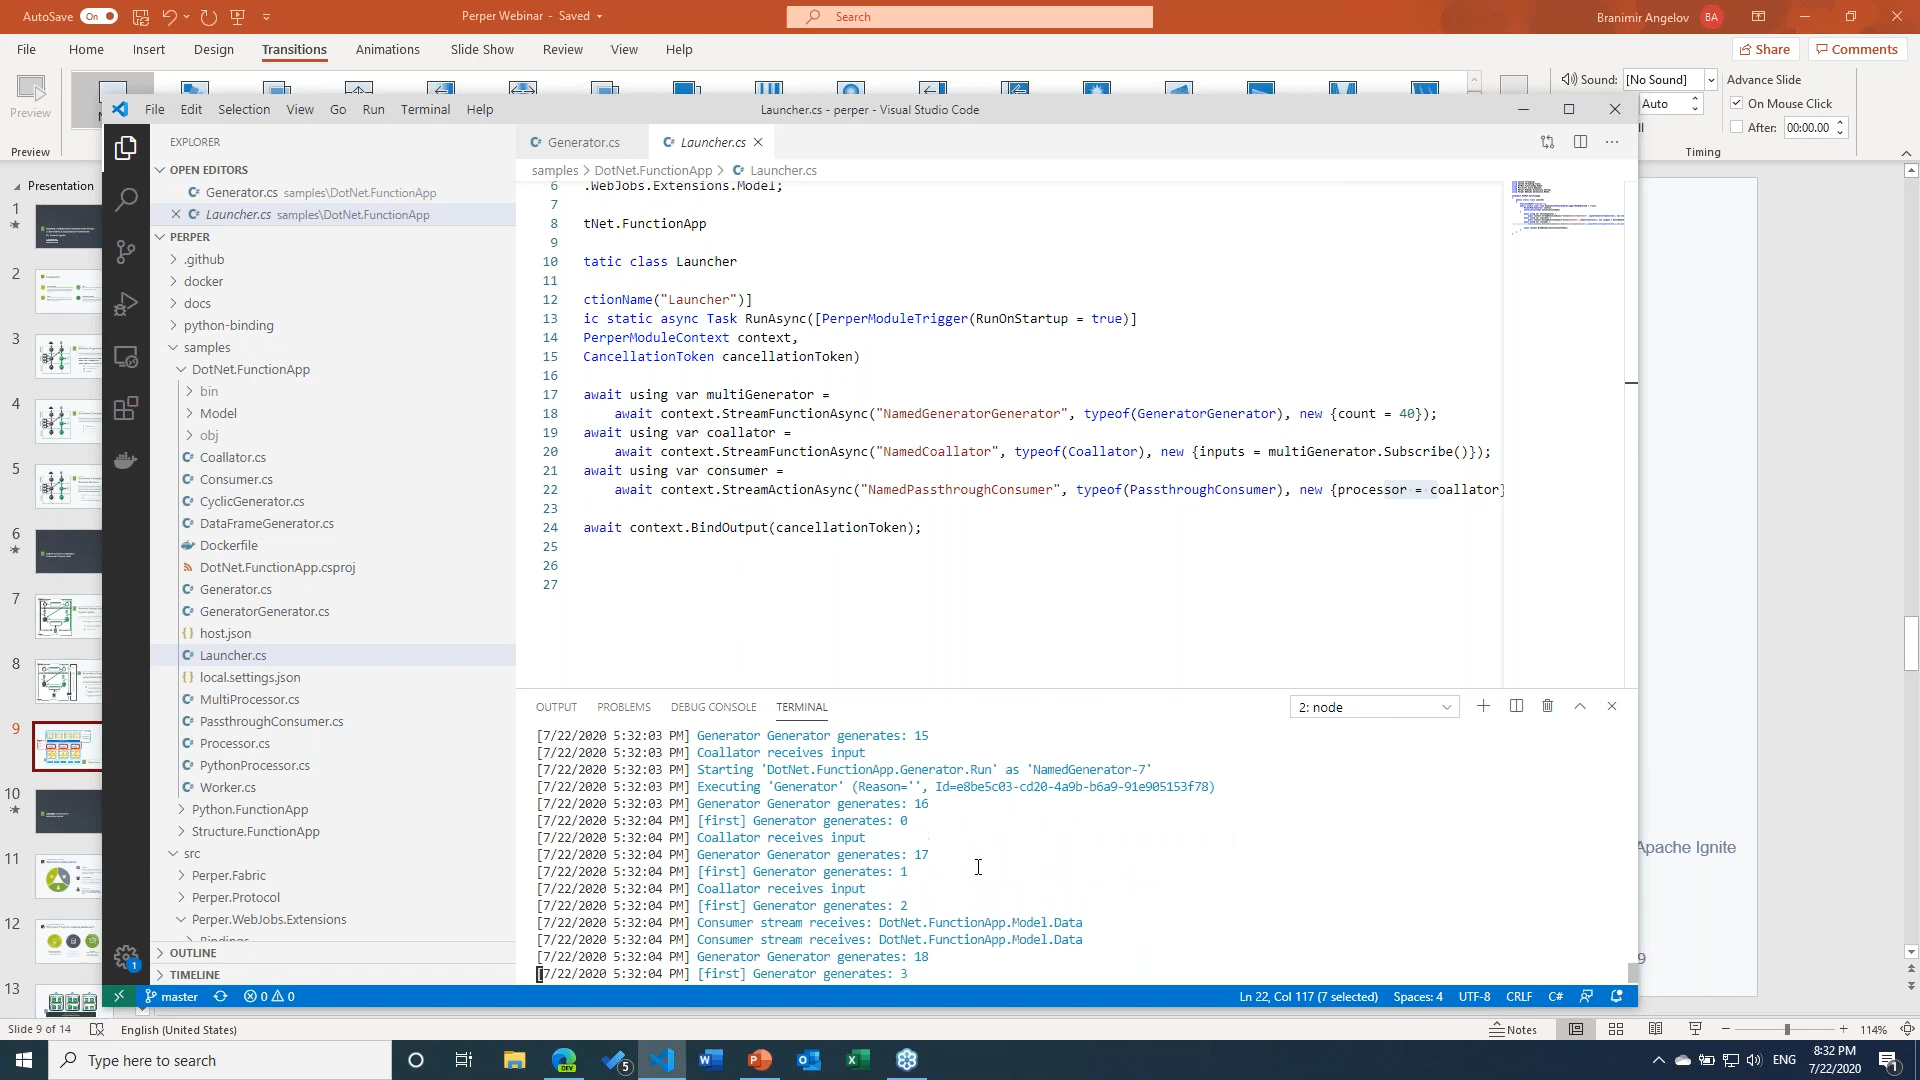 AutoSave On Perper Webinar - Saved Search Branimir Angelov BA
File Home Insert Design Transitions Animations Slide Show Review View Help Share Comments
Preview
Preview
Sound: [No Sound] Advance Slide
Auto On Mouse Click
After: 00:00.00
Timing
Presentation
1
2
3
4
5
6
7
8
9
10
11
12
13
File Edit Selection View Go Run Terminal Help Launcher.cs - perper - Visual Studio Code
EXPLORER
OPEN EDITORS
Generator.cs samples\DotNet.FunctionApp
Launcher.cs samples\DotNet.FunctionApp
PERPER
.github
docker
docs
python-binding
samples
DotNet.FunctionApp
bin
Model
obj
Coallator.cs
Consumer.cs
CyclicGenerator.cs
DataFrameGenerator.cs
Dockerfile
DotNet.FunctionApp.csproj
Generator.cs
GeneratorGenerator.cs
host.json
Launcher.cs
local.settings.json
MultiProcessor.cs
PassthroughConsumer.cs
Processor.cs
PythonProcessor.cs
Worker.cs
Python.FunctionApp
Structure.FunctionApp
src
Perper.Fabric
Perper.Protocol
Perper.WebJobs.Extensions
Bindings
OUTLINE
TIMELINE
Generator.cs Launcher.cs
samples > DotNet.FunctionApp > Launcher.cs
6 .WebJobs.Extensions.Model;
7
8 tNet.FunctionApp
9
10 tatic class Launcher
11
12 ctionName("Launcher")]
13 ic static async Task RunAsync([PerperModuleTrigger(RunOnStartup = true)]
14 PerperModuleContext context,
15 CancellationToken cancellationToken)
16
17 await using var multiGenerator =
18 await context.StreamFunctionAsync("NamedGeneratorGenerator", typeof(GeneratorGenerator), new {count = 40});
19 await using var coallator =
20 await context.StreamFunctionAsync("NamedCoallator", typeof(Coallator), new {inputs = multiGenerator.Subscribe()});
21 await using var consumer =
22 await context.StreamActionAsync("NamedPassthroughConsumer", typeof(PassthroughConsumer), new {processor = coallator}
23
24 await context.BindOutput(cancellationToken);
25
26
27
OUTPUT PROBLEMS DEBUG CONSOLE TERMINAL 2: node
[7/22/2020 5:32:03 PM] Generator Generator generates: 15
[7/22/2020 5:32:03 PM] Coallator receives input
[7/22/2020 5:32:03 PM] Starting 'DotNet.FunctionApp.Generator.Run' as 'NamedGenerator-7'
[7/22/2020 5:32:03 PM] Executing 'Generator' (Reason='', Id=e8be5c03-cd20-4a9b-b6a9-91e905153f78)
[7/22/2020 5:32:04 PM] Generator Generator generates: 16
[7/22/2020 5:32:04 PM] [first] Generator generates: 0
[7/22/2020 5:32:04 PM] Coallator receives input
[7/22/2020 5:32:04 PM] Generator Generator generates: 17
[7/22/2020 5:32:04 PM] [first] Generator generates: 1
[7/22/2020 5:32:04 PM] Coallator receives input
[7/22/2020 5:32:04 PM] [first] Generator generates: 2
[7/22/2020 5:32:04 PM] Consumer stream receives: DotNet.FunctionApp.Model.Data
[7/22/2020 5:32:04 PM] Consumer stream receives: DotNet.FunctionApp.Model.Data
[7/22/2020 5:32:04 PM] Generator Generator generates: 18
[7/22/2020 5:32:04 PM] [first] Generator generates: 3
1
master 0 0 Ln 22, Col 117 (7 selected) Spaces: 4 UTF-8 CRLF C#
Apache Ignite
9
Slide 9 of 14 English (United States) Notes 114%
Type here to search 5 ENG 8:32 PM
7/22/2020 1